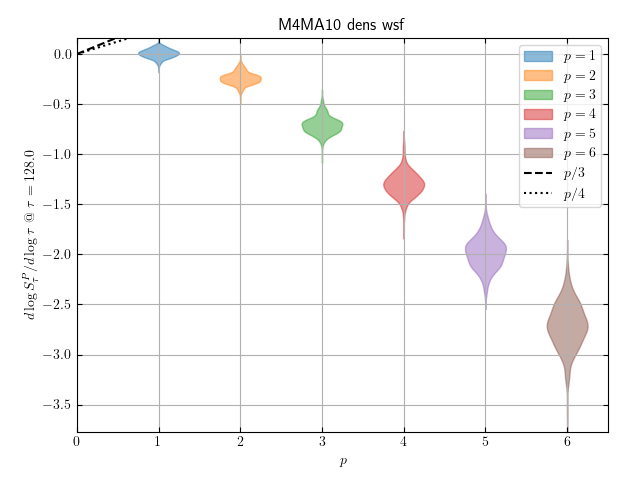 M4MA10 dens wsf
d log S_τ^P / d log τ @ τ = 128.0
0.0
−0.5
−1.0
−1.5
−2.0
−2.5
−3.0
−3.5
p = 1
p = 2
p = 3
p = 4
p = 5
p = 6
p/3
p/4
0 1 2 3 4 5 6
p